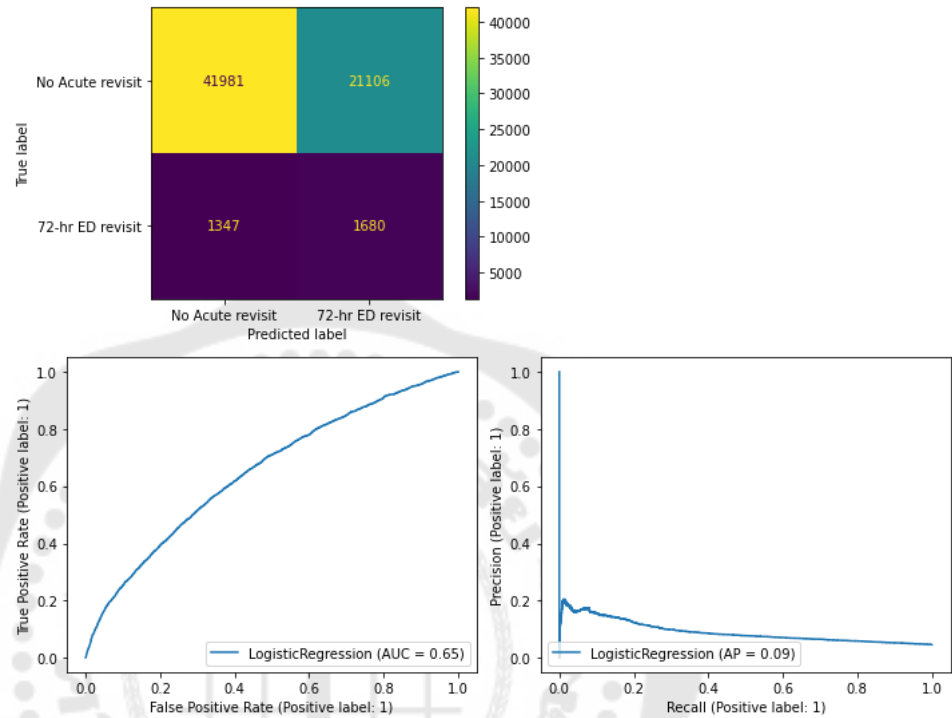 40000
No Acute revisit
41981
21106
35000
30000
25000
True label
20000
15000
72-hr ED revisit
1347
1680
10000
5000
No Acute revisit
72-hr ED revisit
Predicted label
True Positive Rate (Positive label: 1)
1.0
0.8
0.6
0.4
0.2
0.0
LogisticRegression (AUC = 0.65)
0.0 0.2 0.4 0.6 0.8 1.0
False Positive Rate (Positive label: 1)
Precision (Positive label: 1)
1.0
0.8
0.6
0.4
0.2
0.0
LogisticRegression (AP = 0.09)
0.0 0.2 0.4 0.6 0.8 1.0
Recall (Positive label: 1)